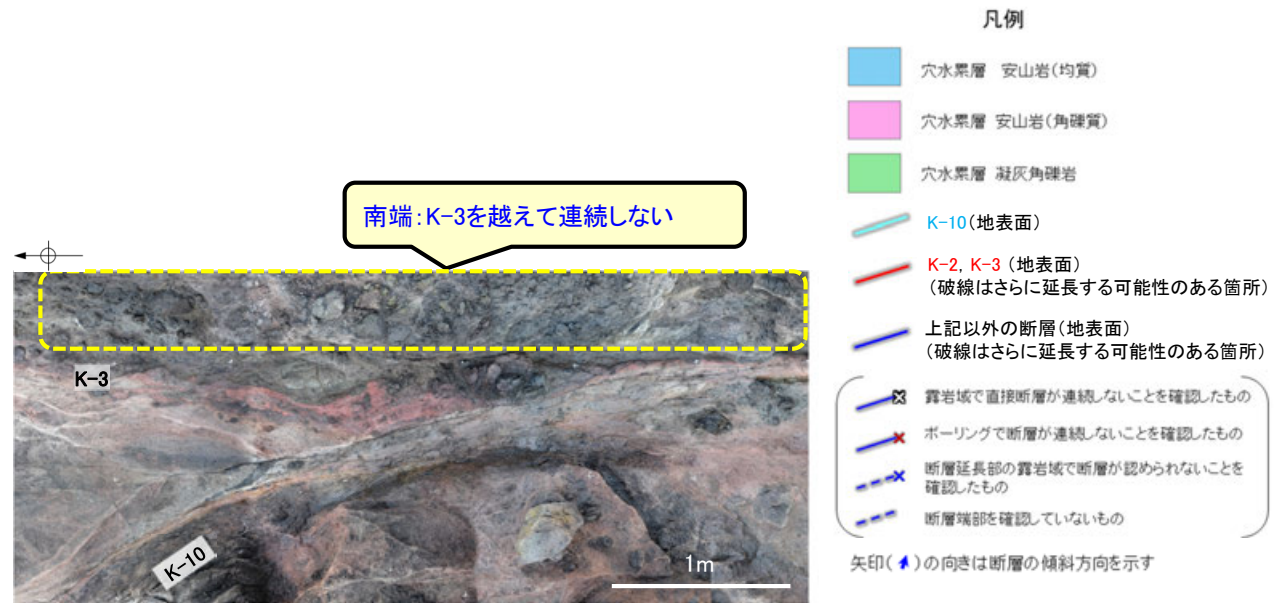 南端:K-3を越えて連続しない
K-3
K-10
1m
凡例
穴水累層 安山岩(均質)
穴水累層 安山岩(角礫質)
穴水累層 凝灰角礫岩
K-10(地表面)
K-2, K-3 (地表面)
(破線はさらに延長する可能性のある箇所)
上記以外の断層(地表面)
(破線はさらに延長する可能性のある箇所)
露岩域で直接断層が連続しないことを確認したもの
ボーリングで断層が連続しないことを確認したもの
断層延長部の露岩域で断層が認められないことを
確認したもの
断層端部を確認していないもの
矢印( )の向きは断層の傾斜方向を示す